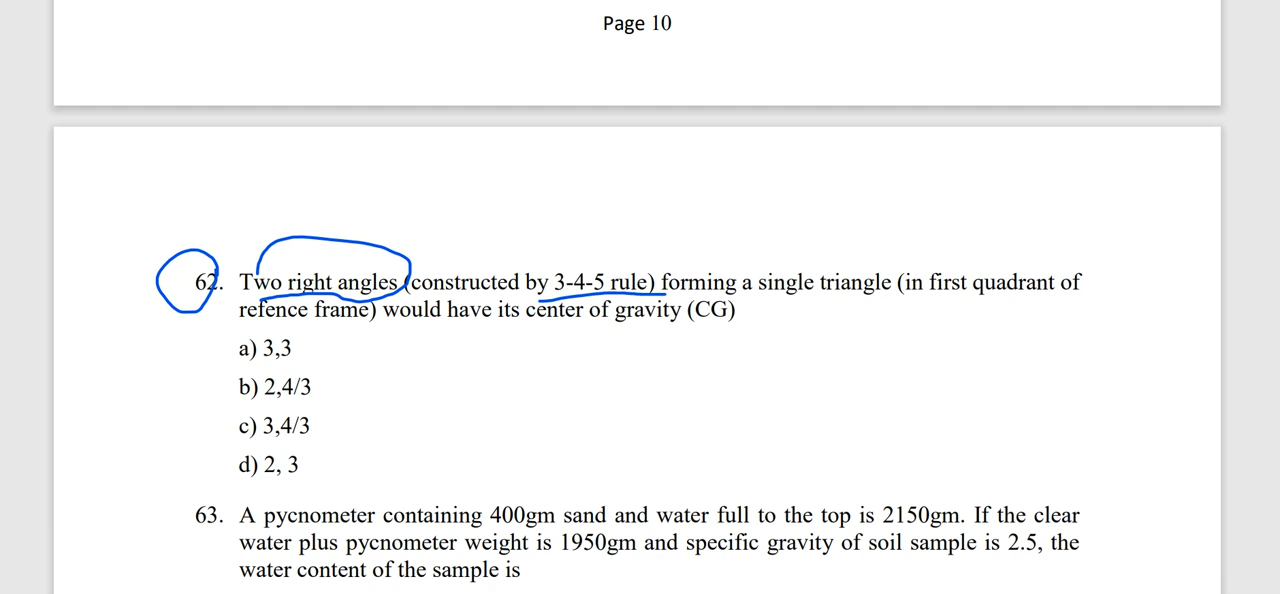 Page 10
62. Two right angles (constructed by 3-4-5 rule) forming a single triangle (in first quadrant of
refence frame) would have its center of gravity (CG)
a) 3,3
b) 2,4/3
c) 3,4/3
d) 2, 3
63. A pycnometer containing 400gm sand and water full to the top is 2150gm. If the clear
water plus pycnometer weight is 1950gm and specific gravity of soil sample is 2.5, the
water content of the sample is